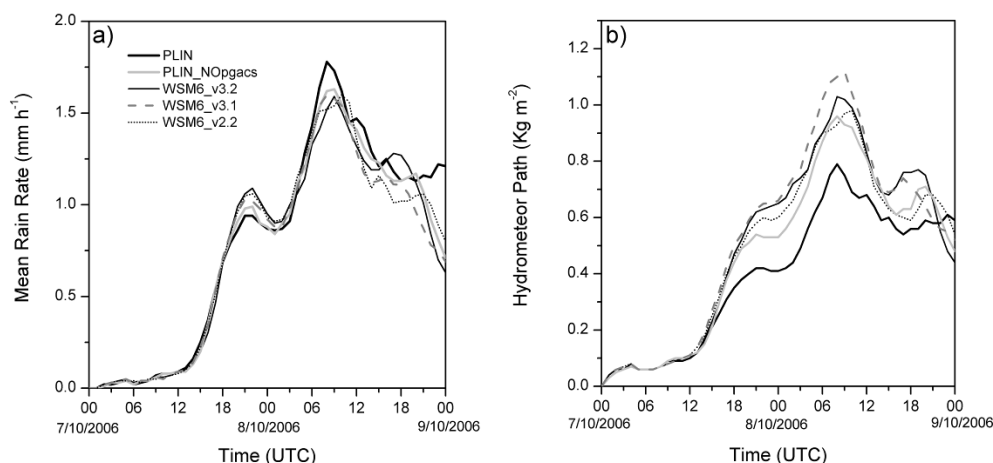 a)
PLIN
PLIN_NOpgacs
WSM6_v3.2
WSM6_v3.1
WSM6_v2.2
Mean Rain Rate (mm h⁻¹)
2.0
1.5
1.0
0.5
0.0
00 06 12 18 00 06 12 18 00
7/10/2006 8/10/2006 9/10/2006
Time (UTC)
b)
Hydrometeor Path (Kg m⁻²)
1.2
1.0
0.8
0.6
0.4
0.2
0.0
00 06 12 18 00 06 12 18 00
7/10/2006 8/10/2006 9/10/2006
Time (UTC)